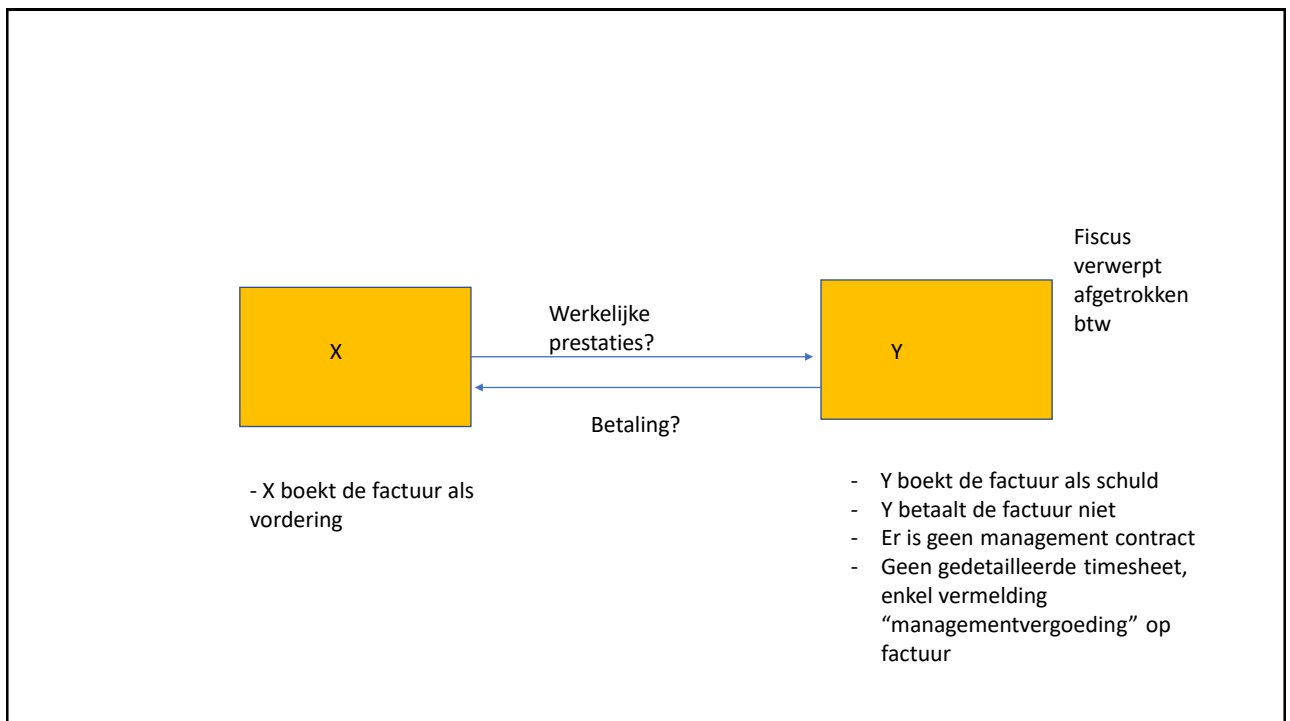 Fiscus
verwerpt
afgetrokken
btw
X
Werkelijke
prestaties?
Y
Betaling?
- X boekt de factuur als
vordering
- Y boekt de factuur als schuld
- Y betaalt de factuur niet
- Er is geen management contract
- Geen gedetailleerde timesheet,
enkel vermelding
“managementvergoeding” op
factuur